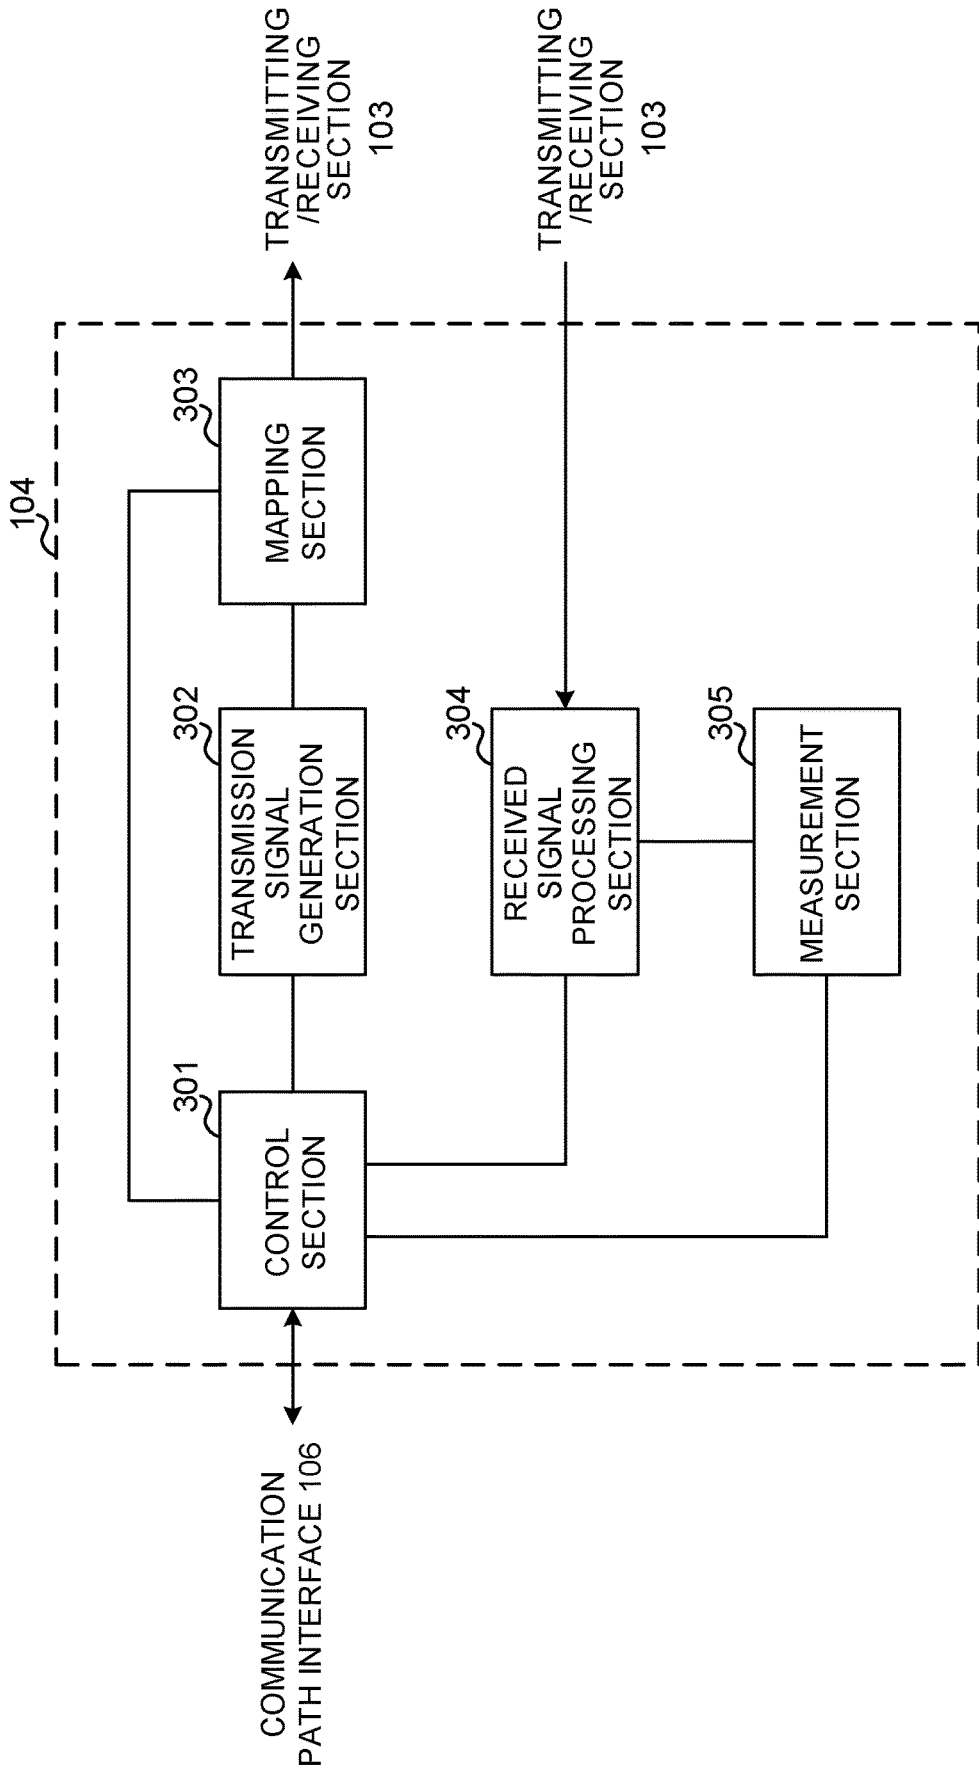 104
COMMUNICATION
PATH INTERFACE 106
301
CONTROL
SECTION
302
TRANSMISSION
SIGNAL
GENERATION
SECTION
303
MAPPING
SECTION
TRANSMITTING
/RECEIVING
SECTION
103
304
RECEIVED
SIGNAL
PROCESSING
SECTION
TRANSMITTING
/RECEIVING
SECTION
103
305
MEASUREMENT
SECTION